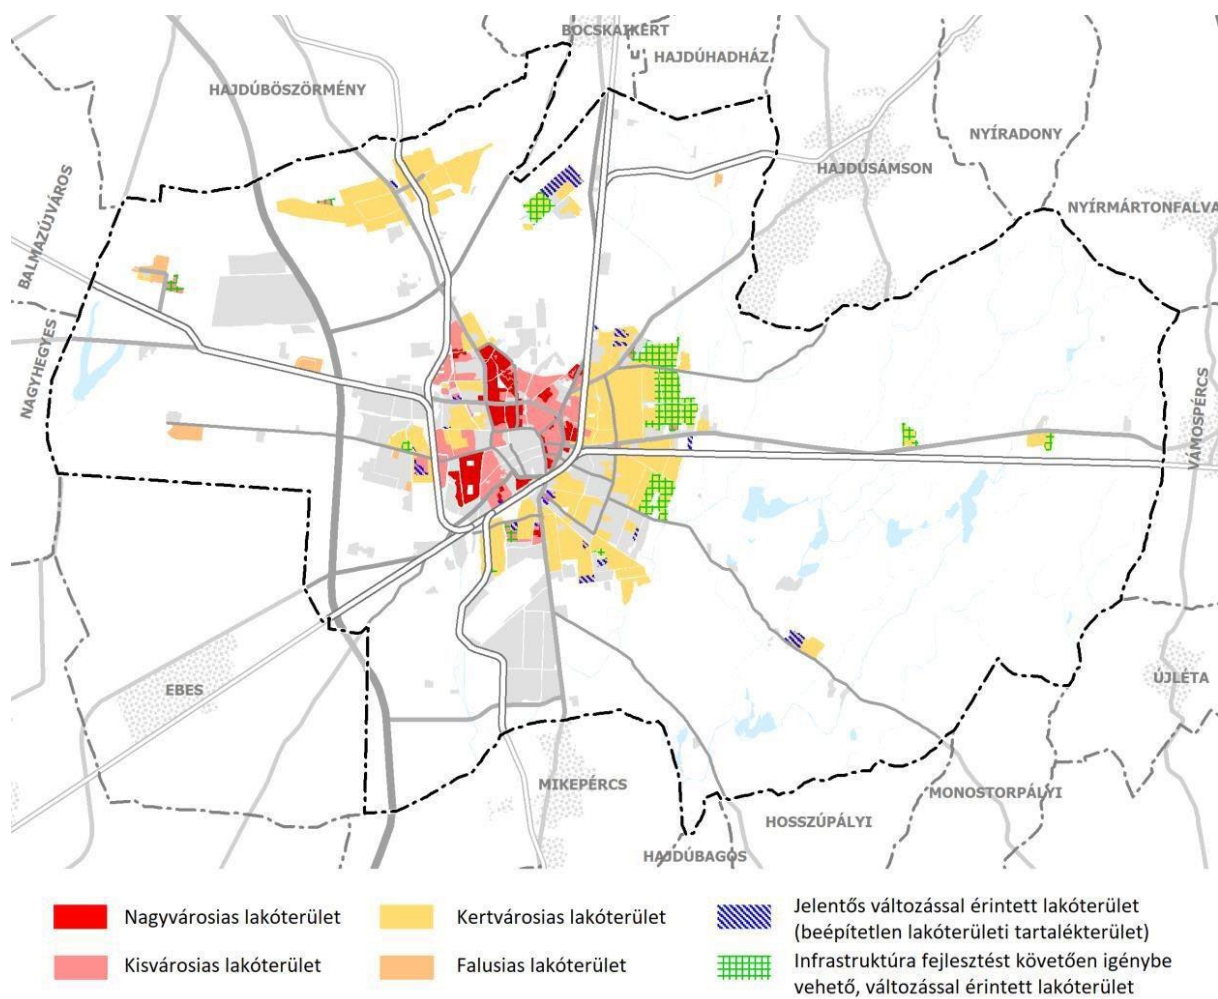 BOCSKAIKERT
HAJDÚHADHÁZ
HAJDÚBÖSZÖRMÉNY
NYÍRADONY
HAJDÚSÁMSON
BALMAZÚJVÁROS
NYÍRMÁRTONFALVA
NAGYHEGYES
VÁMOSPÉRCS
EBES
ÚJLÉTA
MIKEPÉRCS
MONOSTORPÁLYI
HOSSZÚPÁLYI
HAJDÚBAGOS
Nagyvárosias lakóterület
Kisvárosias lakóterület
Kertvárosias lakóterület
Falusias lakóterület
Jelentős változással érintett lakóterület
(beépítetlen lakóterületi tartalékterület)
Infrastruktúra fejlesztést követően igénybe
vehető, változással érintett lakóterület